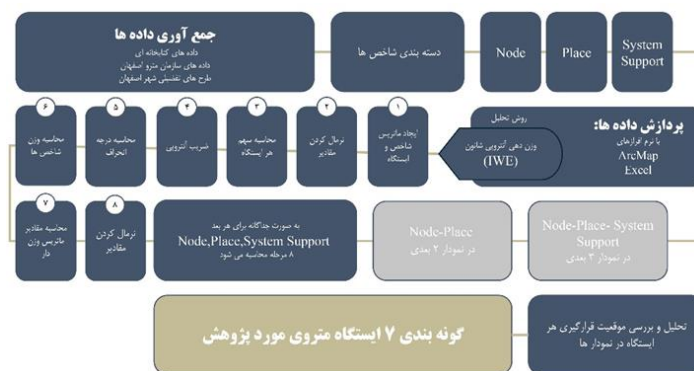 جمع آوری داده ها
داده های کتابخانه ای
داده های سازمان مترو اصفهان
طرح های تفضیلی شهر اصفهان
دسته بندی شاخص ها
Node
Place
System
Support
پردازش داده ها:
با نرم افزارهای
ArcMap
Excel
روش تحلیل
وزن دهی آنتروپی شانون
(IWE)
۱
ایجاد ماتریس
شاخص و
ایستگاه
۲
نرمال کردن
مقادیر
۳
محاسبه سهم
هر ایستگاه
۴
ضریب آنتروپی
۵
محاسبه درجه
انحراف
۶
محاسبه وزن
شاخص ها
۷
محاسبه مقادیر
ماتریس وزن
دار
۸
نرمال کردن
مقادیر
به صورت جداگانه برای هر بعد
Node,Place,System Support
۸ مرحله محاسبه می شود
Node-Place
در نمودار ۲ بعدی
Node-Place- System
Support
در نمودار ۳ بعدی
تحلیل و بررسی موقعیت قرارگیری هر
ایستگاه در نمودار ها
گونه بندی ۷ ایستگاه متروی مورد پژوهش